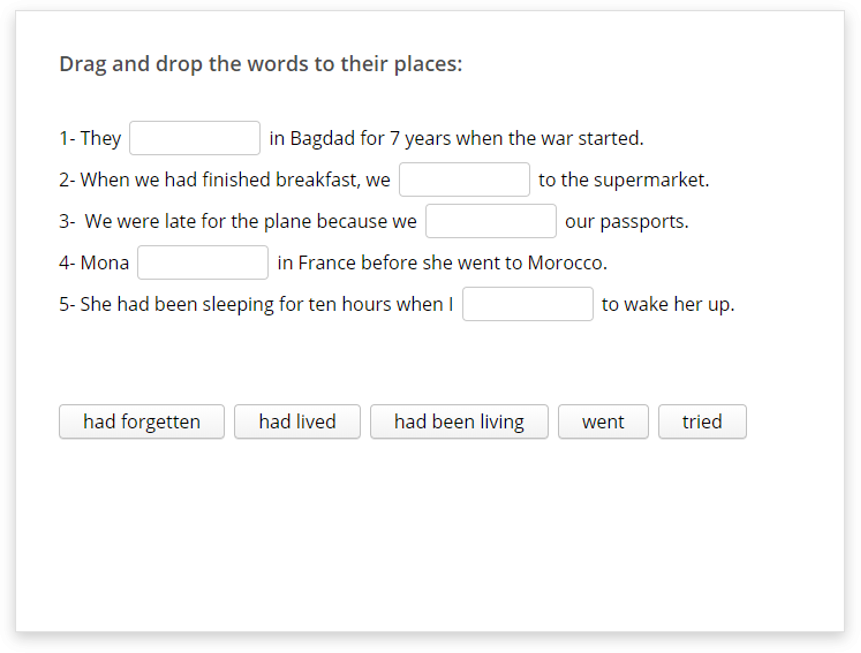 Drag and drop the words to their places:
1- They in Bagdad for 7 years when the war started.
2- When we had finished breakfast, we to the supermarket.
3- We were late for the plane because we our passports.
4- Mona in France before she went to Morocco.
5- She had been sleeping for ten hours when I to wake her up.
had forgetten had lived had been living went tried